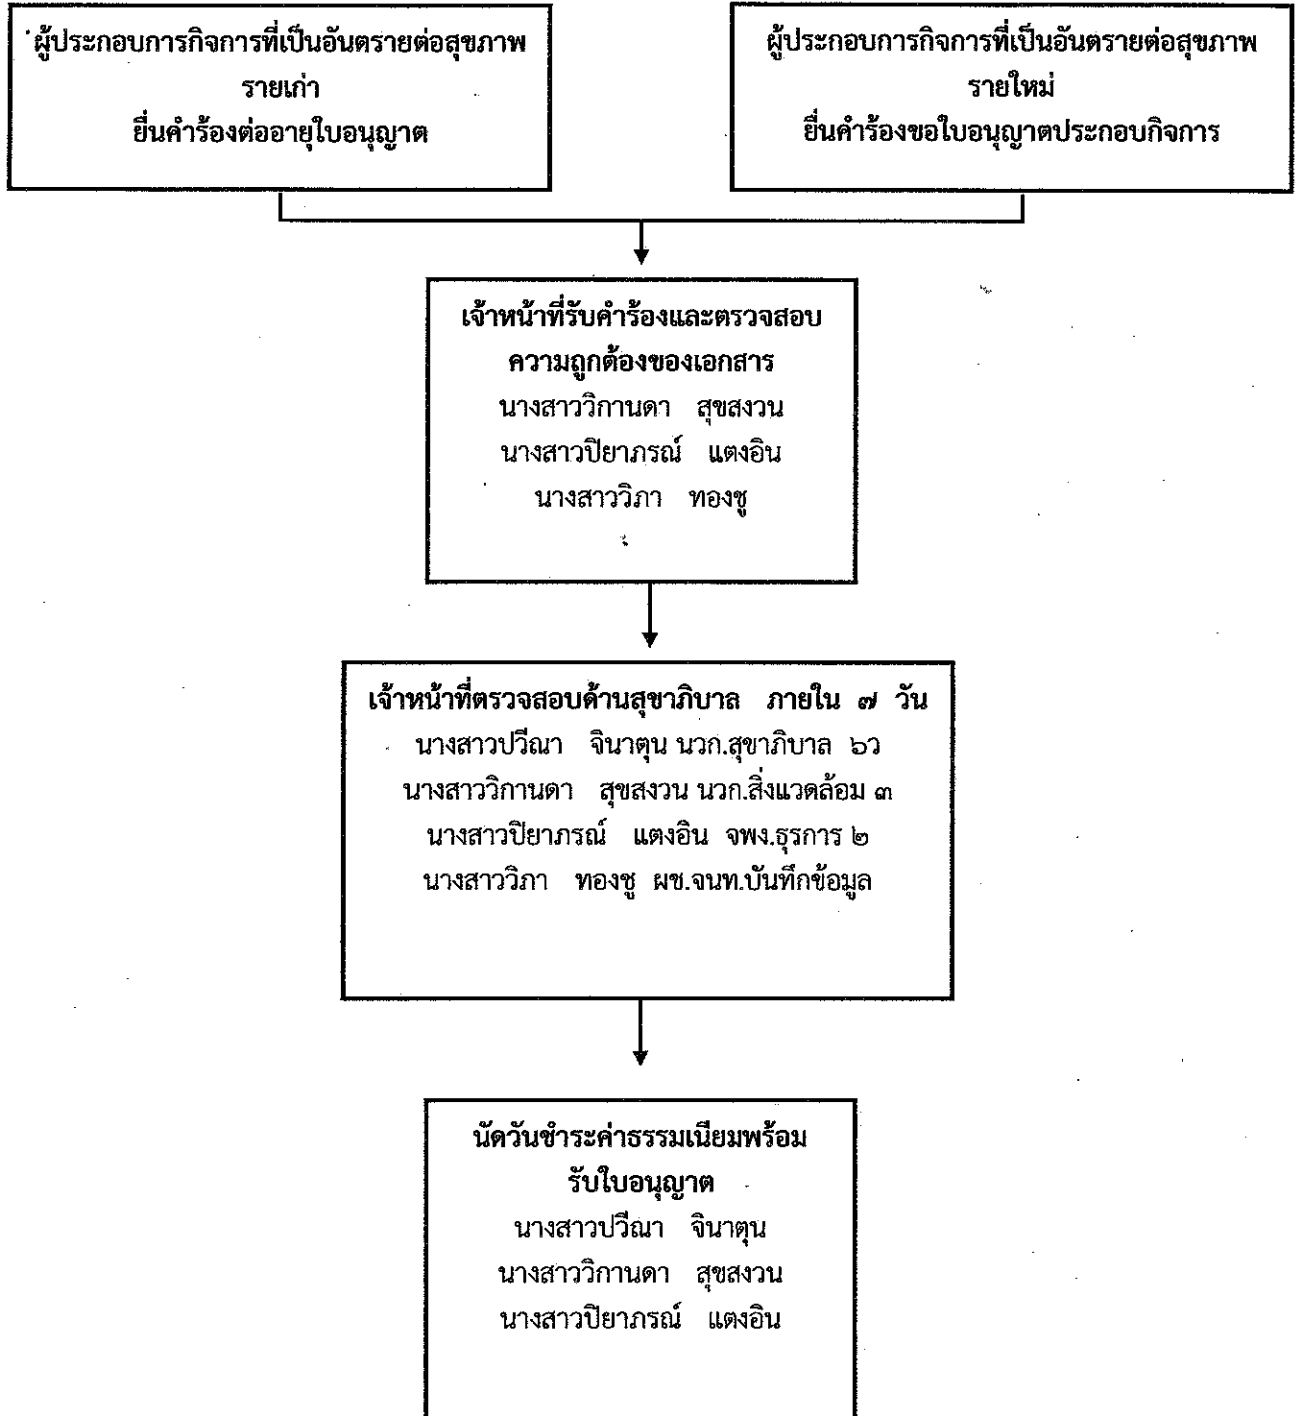 ผู้ประกอบการกิจการที่เป็นอันตรายต่อสุขภาพ
รายเก่า
ยื่นคำร้องต่ออายุใบอนุญาต
ผู้ประกอบการกิจการที่เป็นอันตรายต่อสุขภาพ
รายใหม่
ยื่นคำร้องขอใบอนุญาตประกอบกิจการ
เจ้าหน้าที่รับคำร้องและตรวจสอบ
ความถูกต้องของเอกสาร
นางสาววิกานดา สุขสงวน
นางสาวปิยาภรณ์ แตงอิน
นางสาววิภา ทองชู
เจ้าหน้าที่ตรวจสอบด้านสุขาภิบาล ภายใน ๗ วัน
นางสาวปวีณา จินาตุน นวก.สุขาภิบาล ๖ว
นางสาววิกานดา สุขสงวน นวก.สิ่งแวดล้อม ๓
นางสาวปิยาภรณ์ แตงอิน จพง.ธุรการ ๒
นางสาววิภา ทองชู ผช.จนท.บันทึกข้อมูล
นัดวันชำระค่าธรรมเนียมพร้อม
รับใบอนุญาต
นางสาวปวีณา จินาตุน
นางสาววิกานดา สุขสงวน
นางสาวปิยาภรณ์ แตงอิน